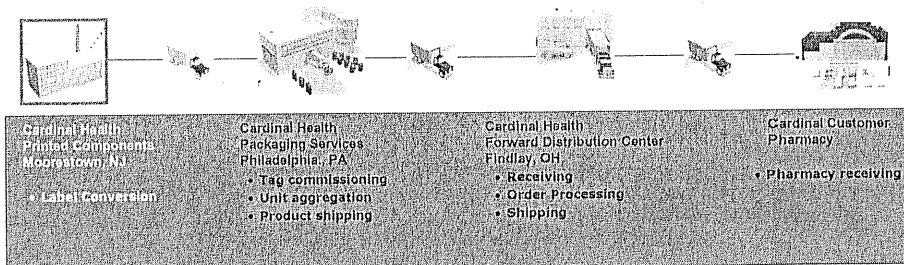 Cardinal Health
Printed Components
Moorestown, NJ
• Label Conversion
Cardinal Health
Packaging Services
Philadelphia, PA
• Tag commissioning
• Unit aggregation
• Product shipping
Cardinal Health
Forward Distribution Center
Findlay, OH
• Receiving
• Order Processing
• Shipping
Cardinal Customer
Pharmacy
• Pharmacy receiving